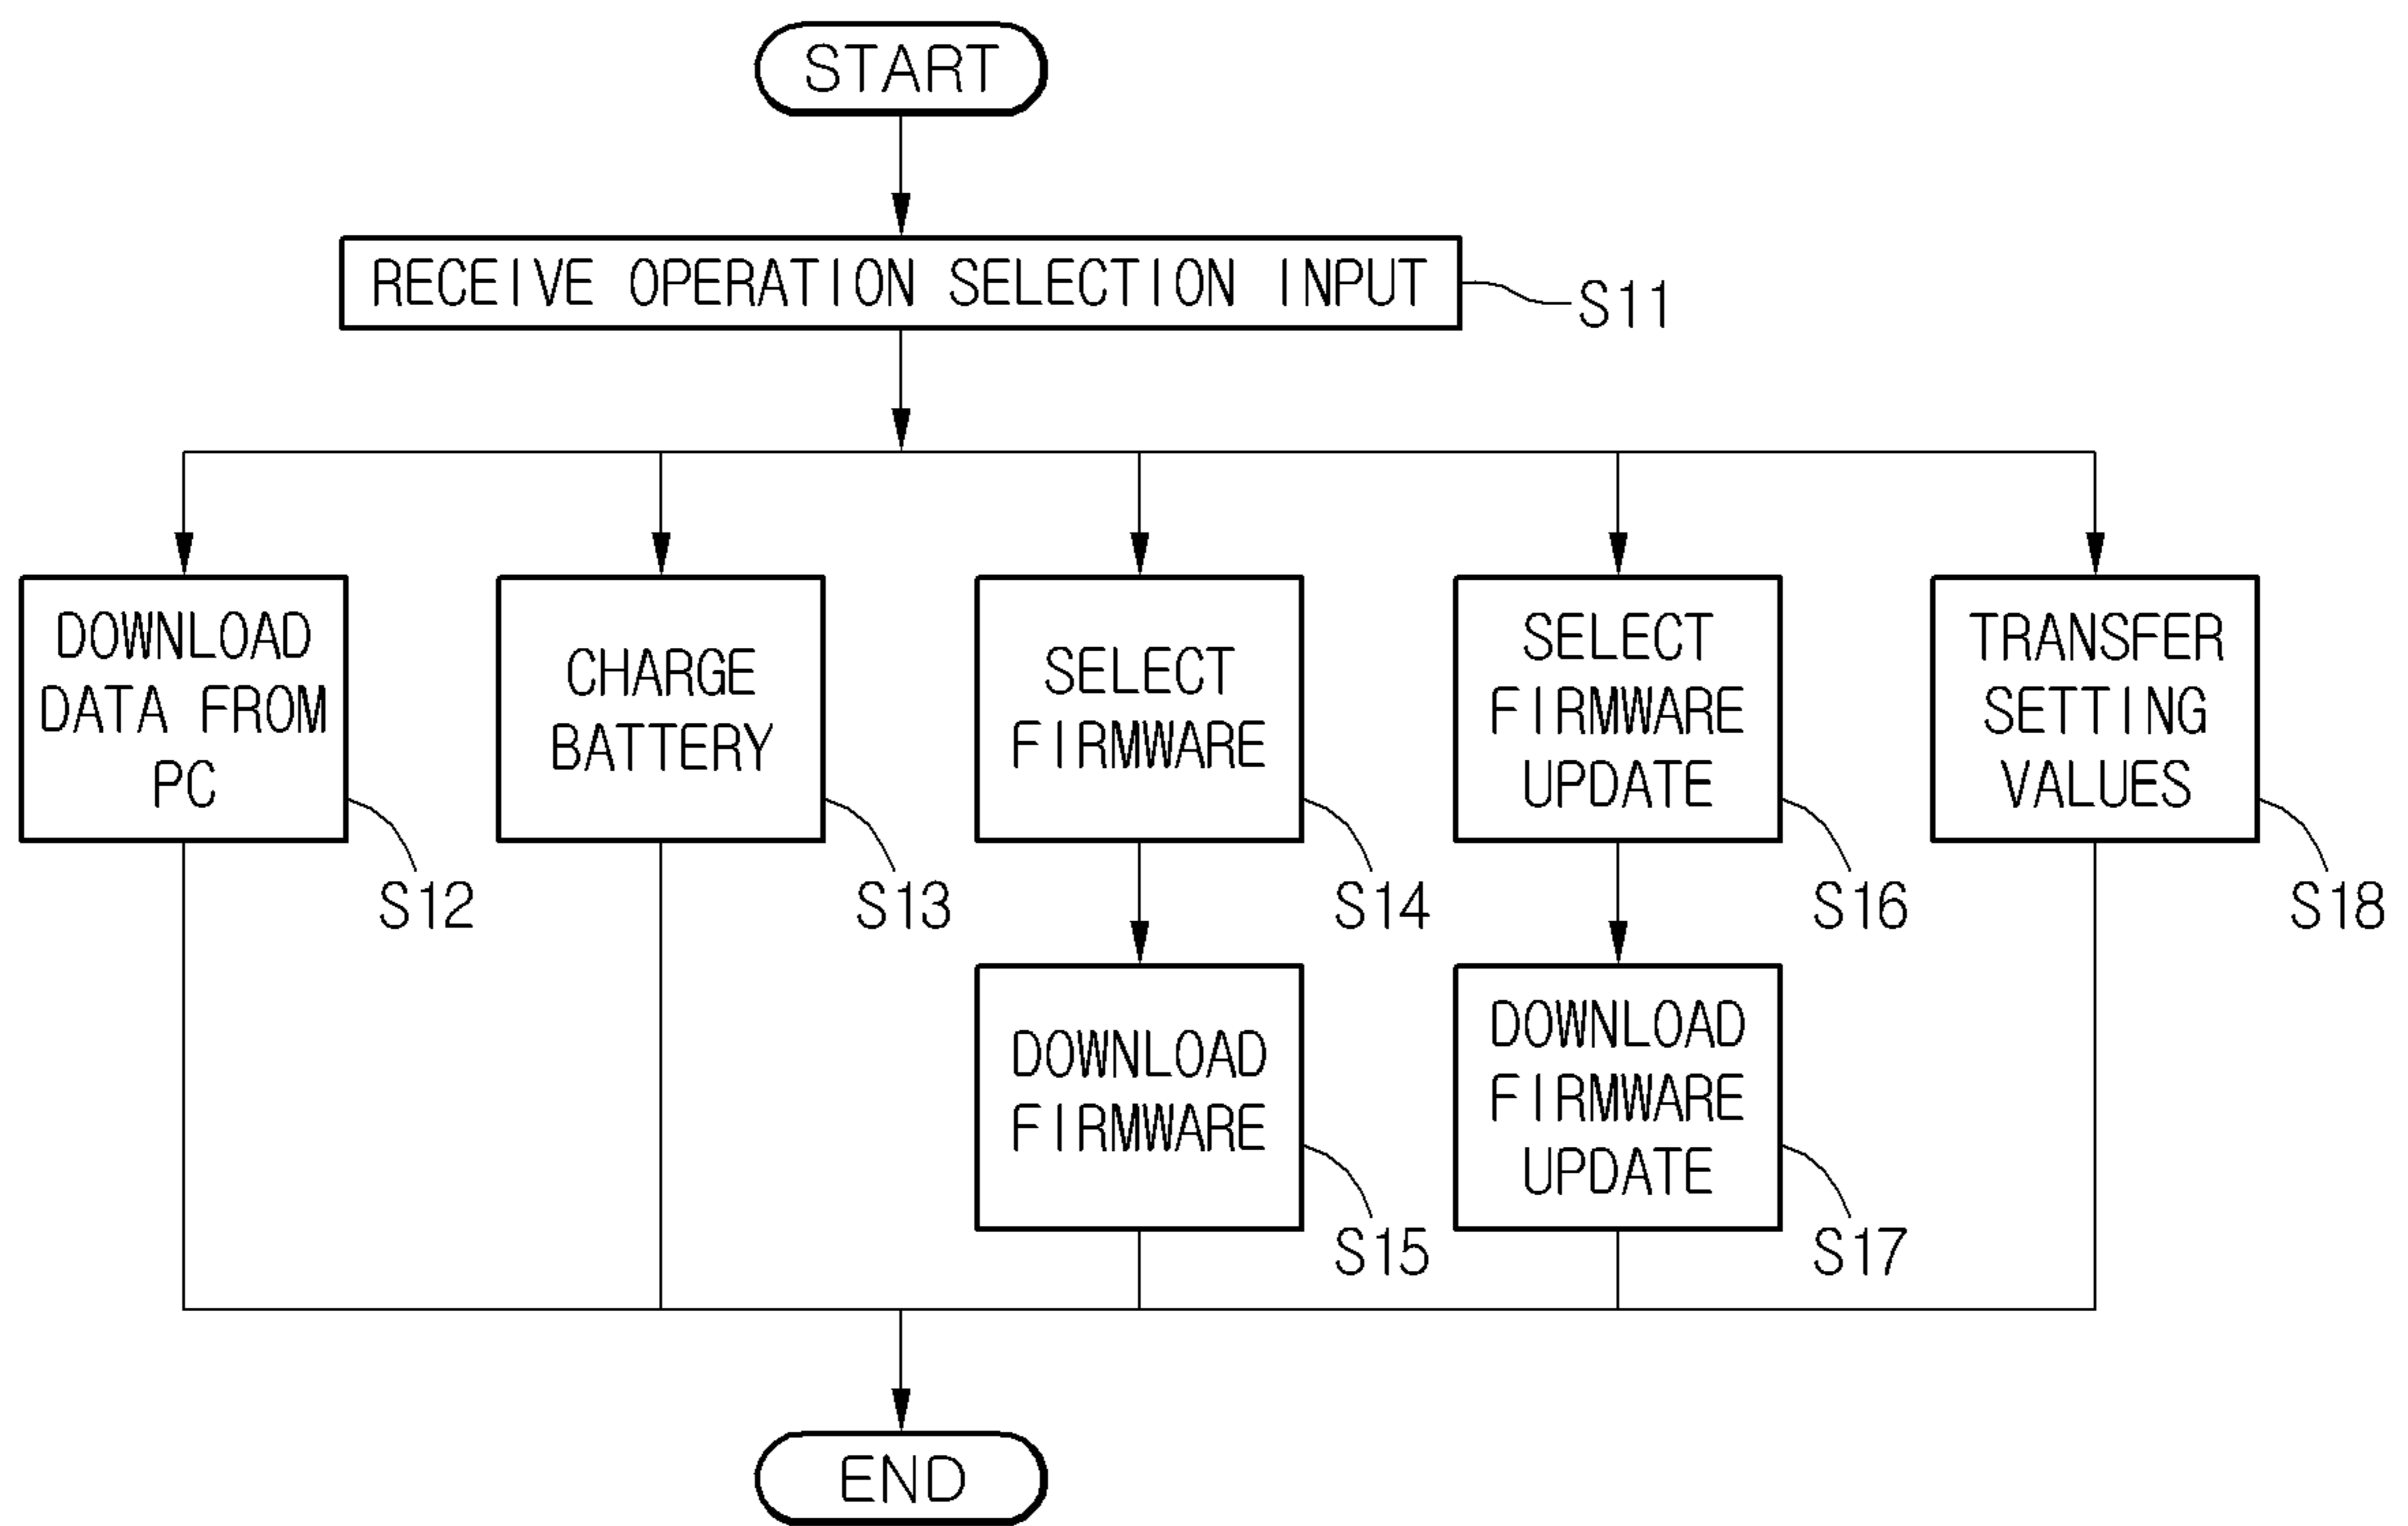 START
RECEIVE OPERATION SELECTION INPUT
S11
DOWNLOAD
DATA FROM
PC
S12
CHARGE
BATTERY
S13
SELECT
FIRMWARE
S14
SELECT
FIRMWARE
UPDATE
S16
TRANSFER
SETTING
VALUES
S18
DOWNLOAD
FIRMWARE
S15
DOWNLOAD
FIRMWARE
UPDATE
S17
END